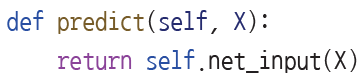 def predict(self, X):
    return self.net_input(X)